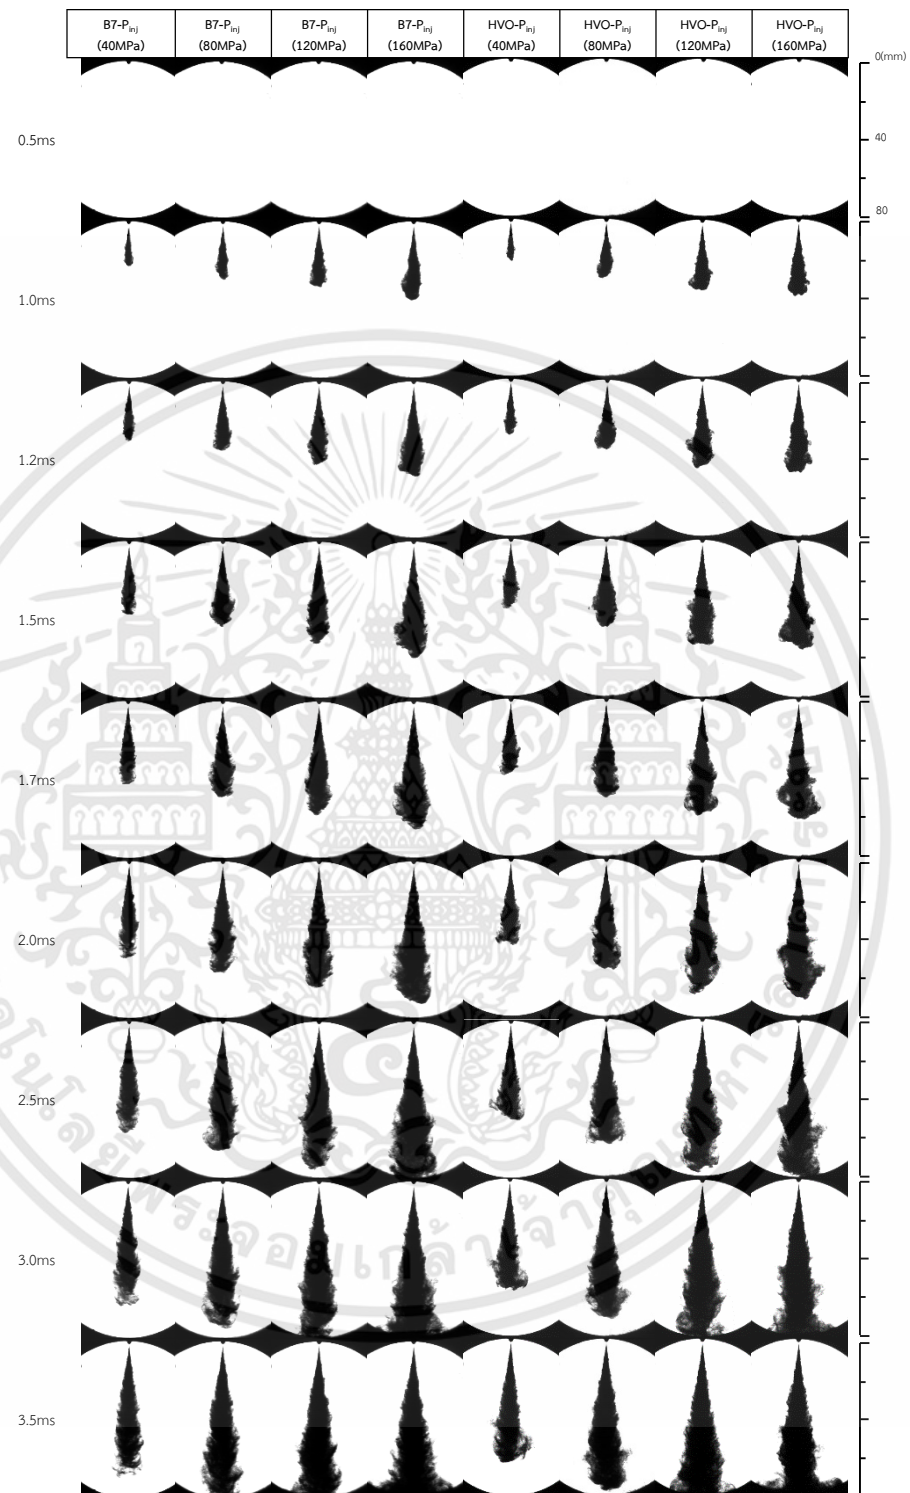 B7-Pinj B7-Pinj B7-Pinj B7-Pinj HVO-Pinj HVO-Pinj HVO-Pinj HVO-Pinj
(40MPa) (80MPa) (120MPa) (160MPa) (40MPa) (80MPa) (120MPa) (160MPa)
0(mm)
0.5ms
40
80
1.0ms
1.2ms
1.5ms
1.7ms
2.0ms
2.5ms
3.0ms
3.5ms